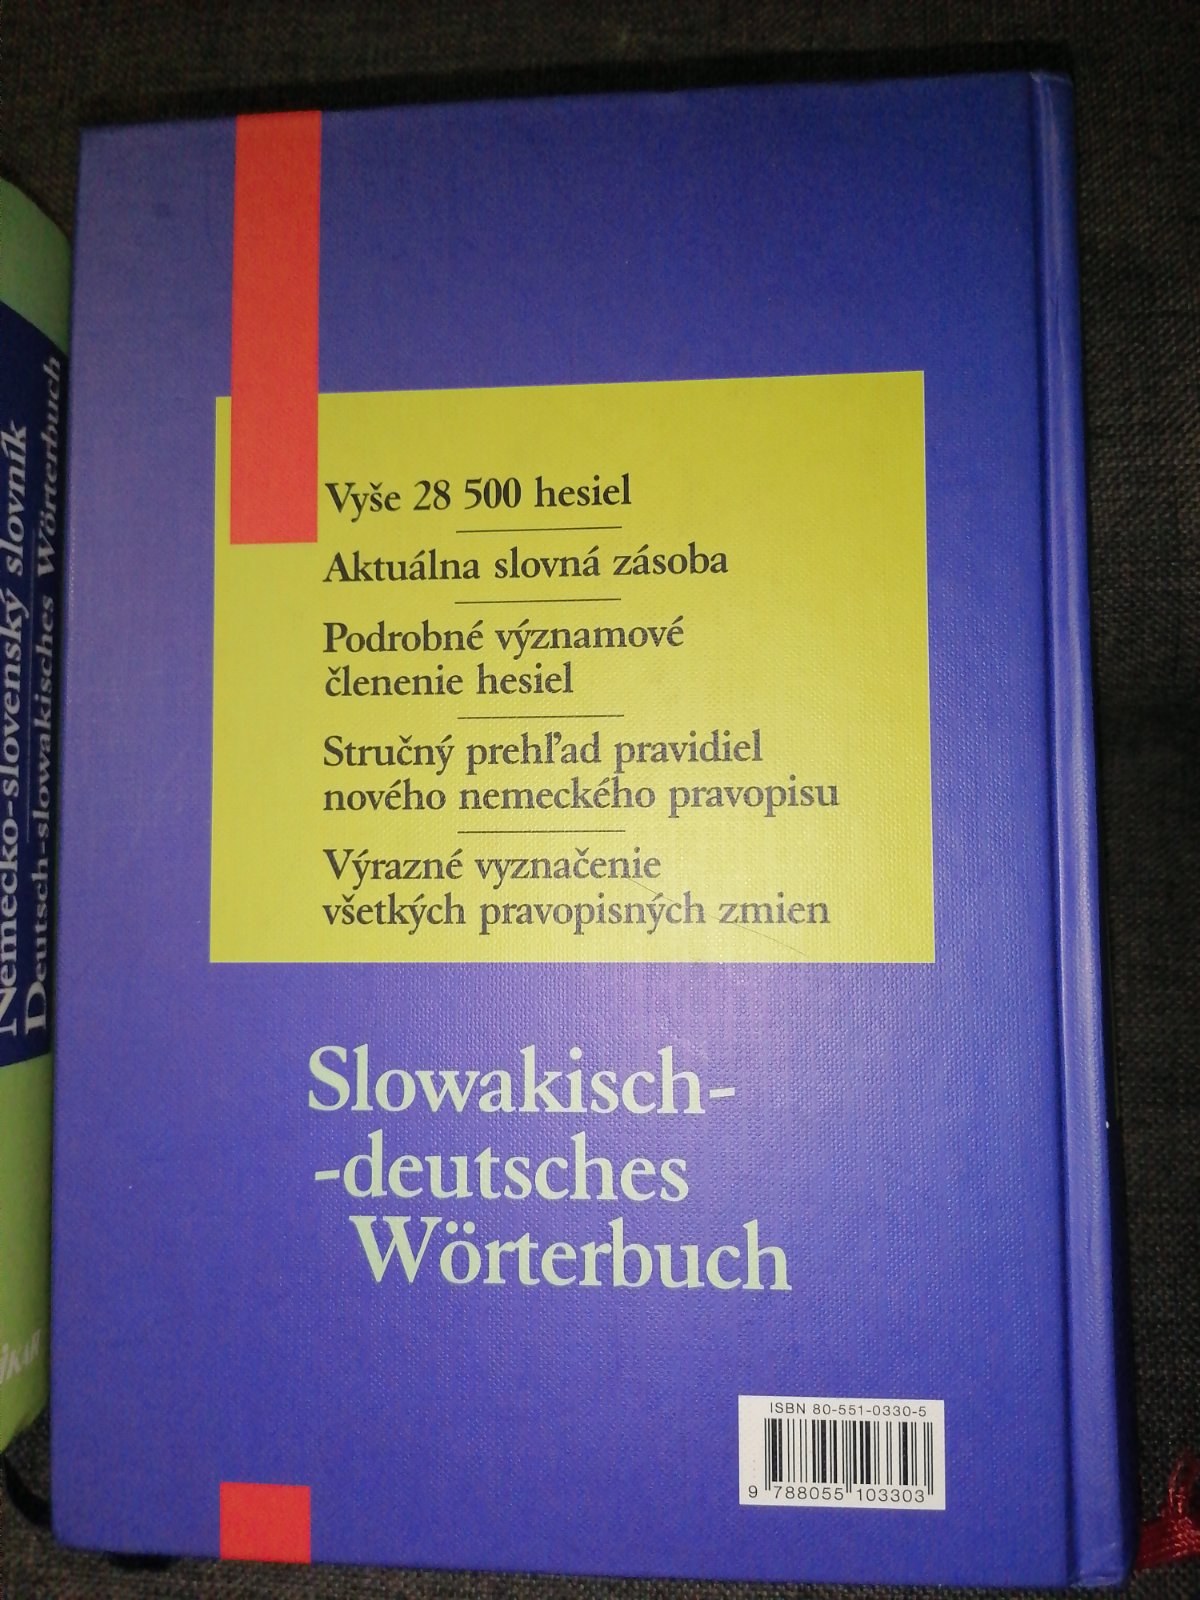 Nemecko-slovenský slovník
Deutsch-slowakisches Wörterbuch
IKAR
Vyše 28 500 hesiel
Aktuálna slovná zásoba
Podrobné významové
členenie hesiel
Stručný prehľad pravidiel
nového nemeckého pravopisu
Výrazné vyznačenie
všetkých pravopisných zmien
Slowakisch-
-deutsches
Wörterbuch
ISBN 80-551-0330-5
9 788055 103303